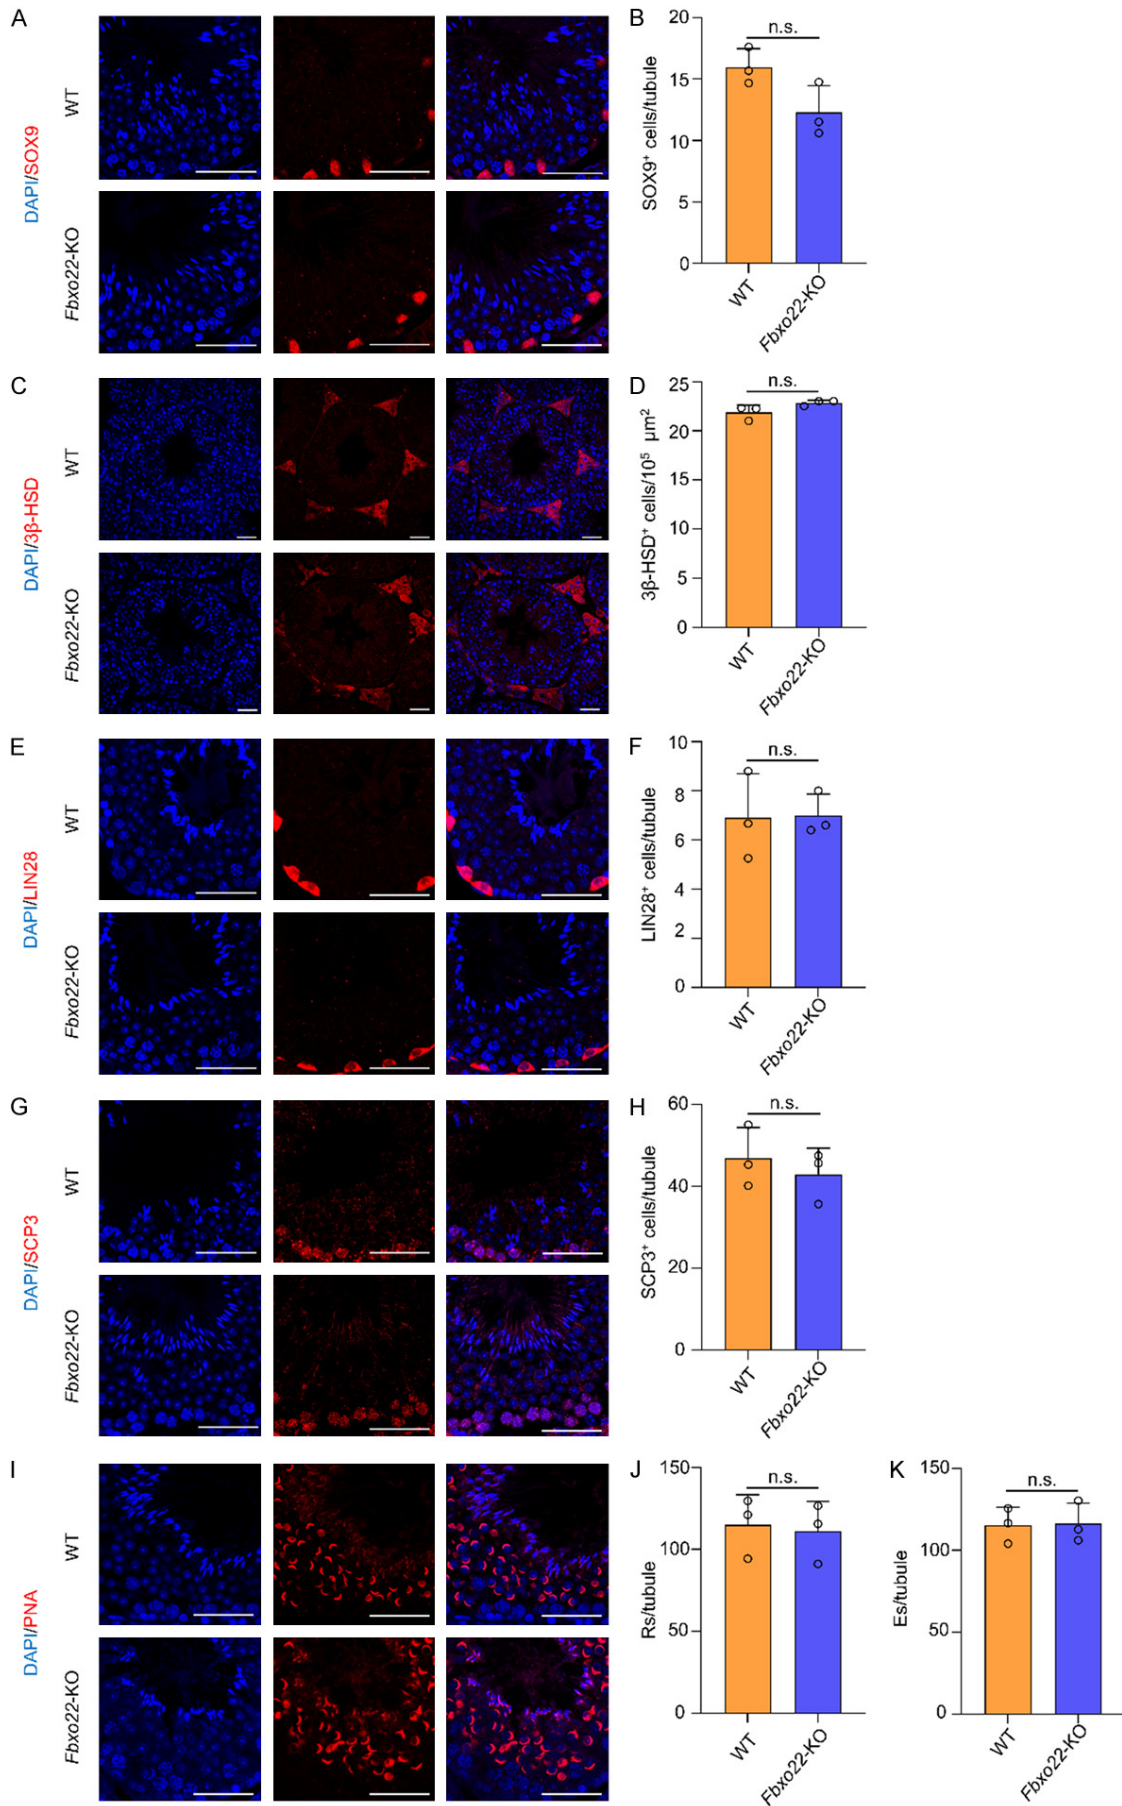 A
DAPI/SOX9
WT
Fbxo22-KO
B
SOX9⁺ cells/tubule
20
15
10
5
0
n.s.
WT
Fbxo22-KO
C
DAPI/3β-HSD
WT
Fbxo22-KO
D
3β-HSD⁺ cells/10⁵ µm²
25
20
15
10
5
0
n.s.
WT
Fbxo22-KO
E
DAPI/LIN28
WT
Fbxo22-KO
F
LIN28⁺ cells/tubule
10
8
6
4
2
0
n.s.
WT
Fbxo22-KO
G
DAPI/SCP3
WT
Fbxo22-KO
H
SCP3⁺ cells/tubule
60
40
20
0
n.s.
WT
Fbxo22-KO
I
DAPI/PNA
WT
Fbxo22-KO
J
Rs/tubule
150
100
50
0
n.s.
WT
Fbxo22-KO
K
Es/tubule
150
100
50
0
n.s.
WT
Fbxo22-KO